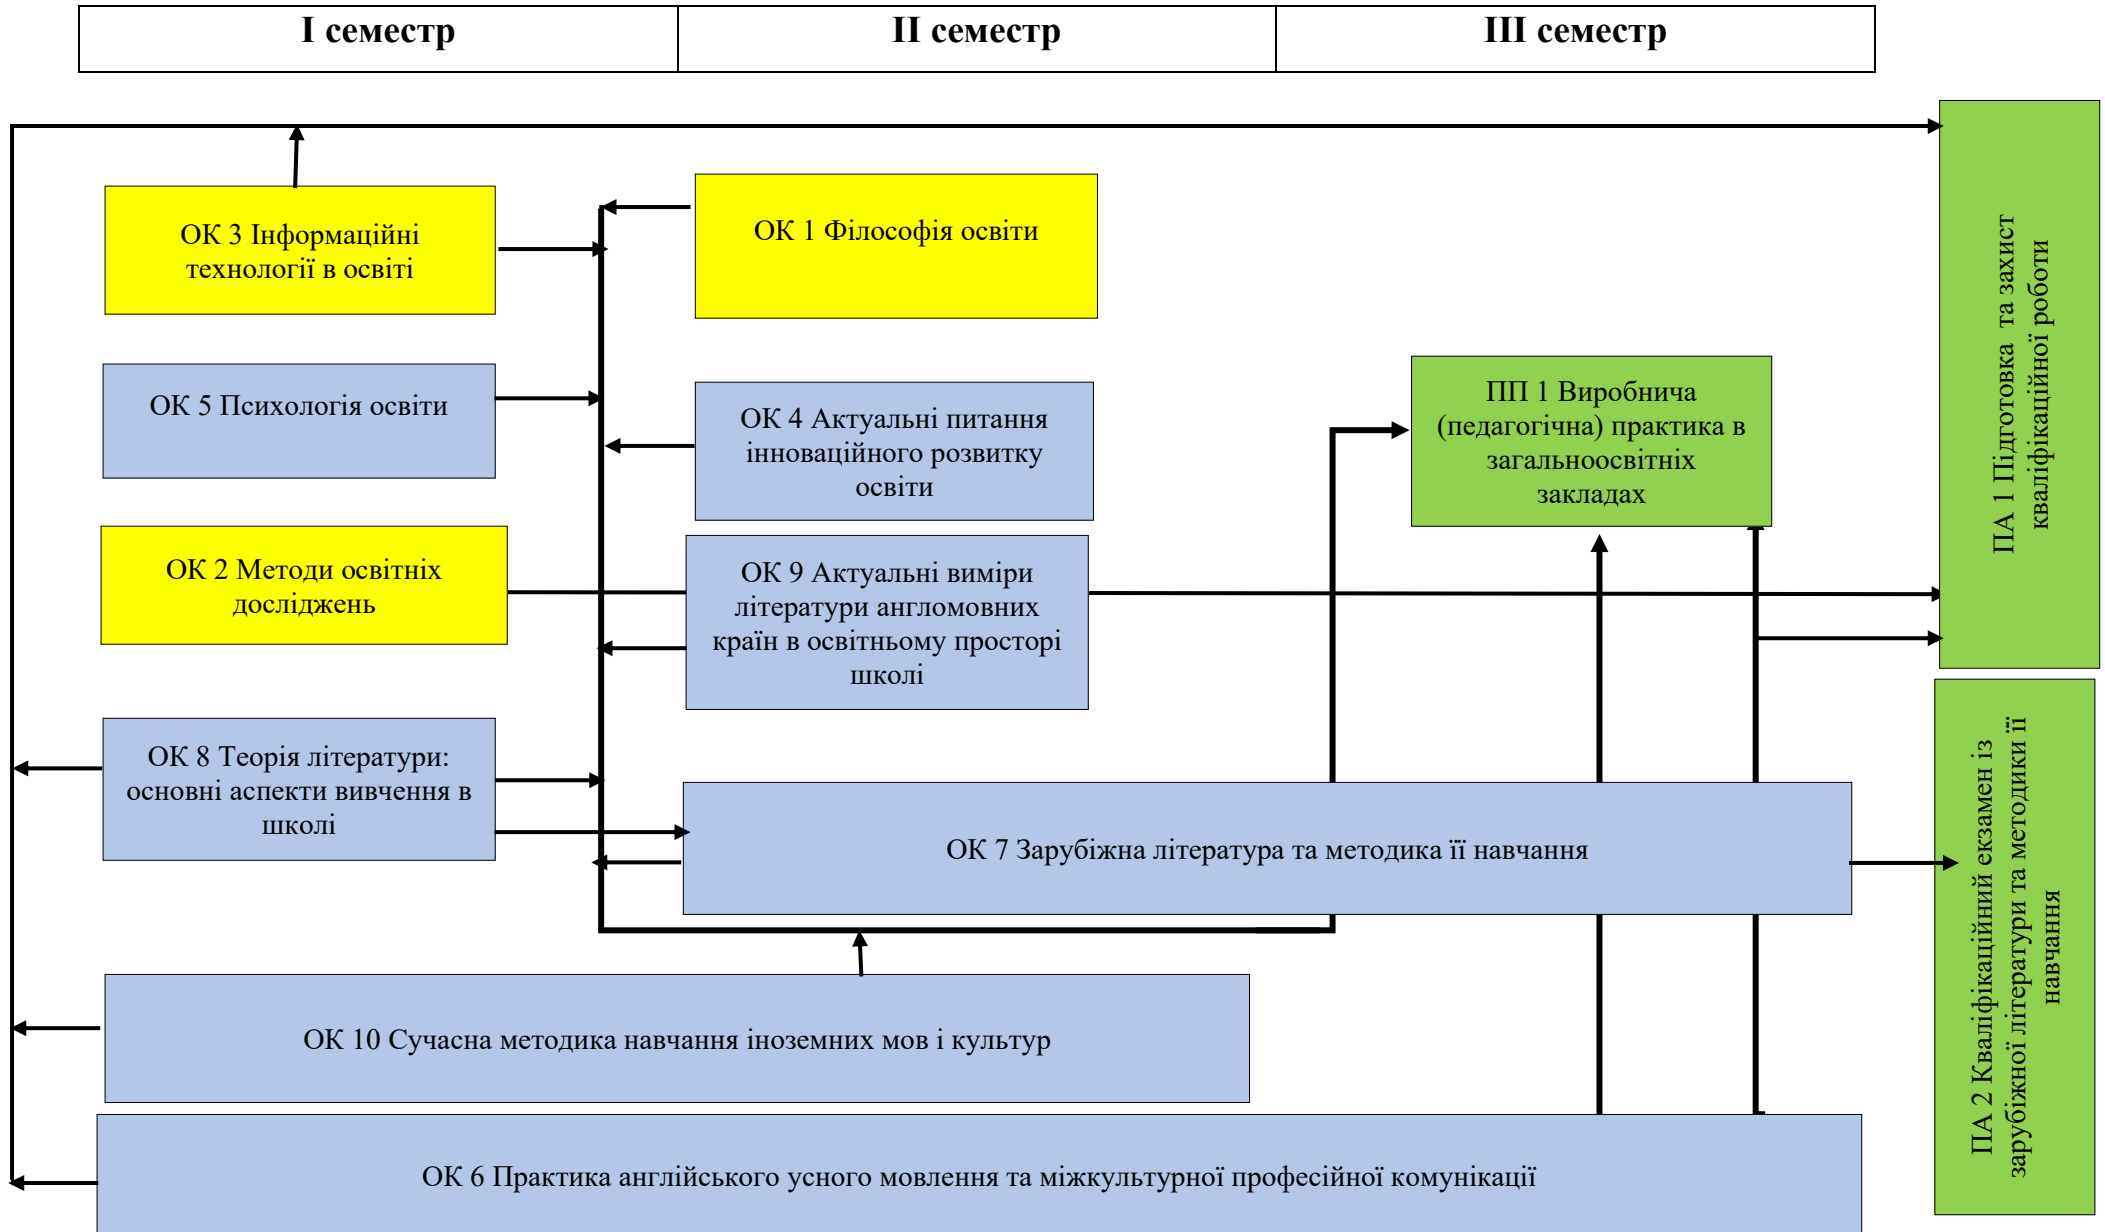 I семестр
II семестр
III семестр
ОК 3 Інформаційні
технології в освіті
ОК 1 Філософія освіти
ОК 5 Психологія освіти
ОК 4 Актуальні питання
інноваційного розвитку
освіти
ПП 1 Виробнича
(педагогічна) практика в
загальноосвітніх
закладах
ПА 1 Підготовка та захист
кваліфікаційної роботи
ОК 2 Методи освітніх
досліджень
ОК 9 Актуальні виміри
літератури англомовних
країн в освітньому просторі
школі
ОК 8 Теорія літератури:
основні аспекти вивчення в
школі
ОК 7 Зарубіжна література та методика її навчання
ПА 2 Кваліфікаційний екзамен із
зарубіжної літератури та методики її
навчання
ОК 10 Сучасна методика навчання іноземних мов і культур
ОК 6 Практика англійського усного мовлення та міжкультурної професійної комунікації